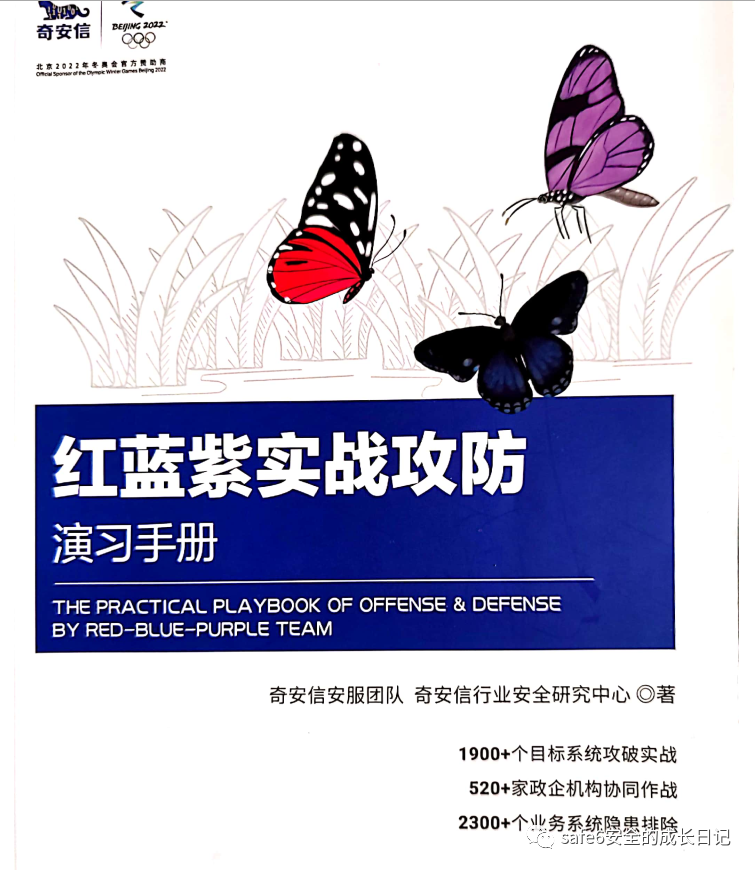 奇安信
BEIJING 2022
北京2022年冬奥会官方赞助商
Official Sponsor of the Olympic Winter Games Beijing 2022
红蓝紫实战攻防
演习手册
THE PRACTICAL PLAYBOOK OF OFFENSE & DEFENSE
BY RED-BLUE-PURPLE TEAM
奇安信安服团队 奇安信行业安全研究中心 ◎著
1900+个目标系统攻破实战
520+家政企机构协同作战
2300+个业务系统隐患排除
safe6安全的成长日记